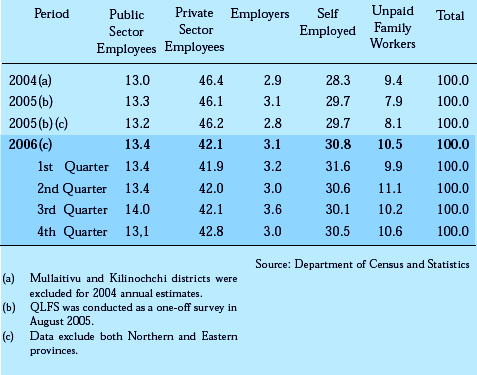 Period Public Private Employers Self Unpaid Total
Sector Sector Employed Family
Employees Employees Workers
2004(a) 13.0 46.4 2.9 28.3 9.4 100.0
2005(b) 13.3 46.1 3.1 29.7 7.9 100.0
2005(b)(c) 13.2 46.2 2.8 29.7 8.1 100.0
2006(c) 13.4 42.1 3.1 30.8 10.5 100.0
1st Quarter 13.4 41.9 3.2 31.6 9.9 100.0
2nd Quarter 13.4 42.0 3.0 30.6 11.1 100.0
3rd Quarter 14.0 42.1 3.6 30.1 10.2 100.0
4th Quarter 13,1 42.8 3.0 30.5 10.6 100.0
Source: Department of Census and Statistics
(a) Mullaitivu and Kilinochchi districts were
excluded for 2004 annual estimates.
(b) QLFS was conducted as a one-off survey in
August 2005.
(c) Data exclude both Northern and Eastern
provinces.